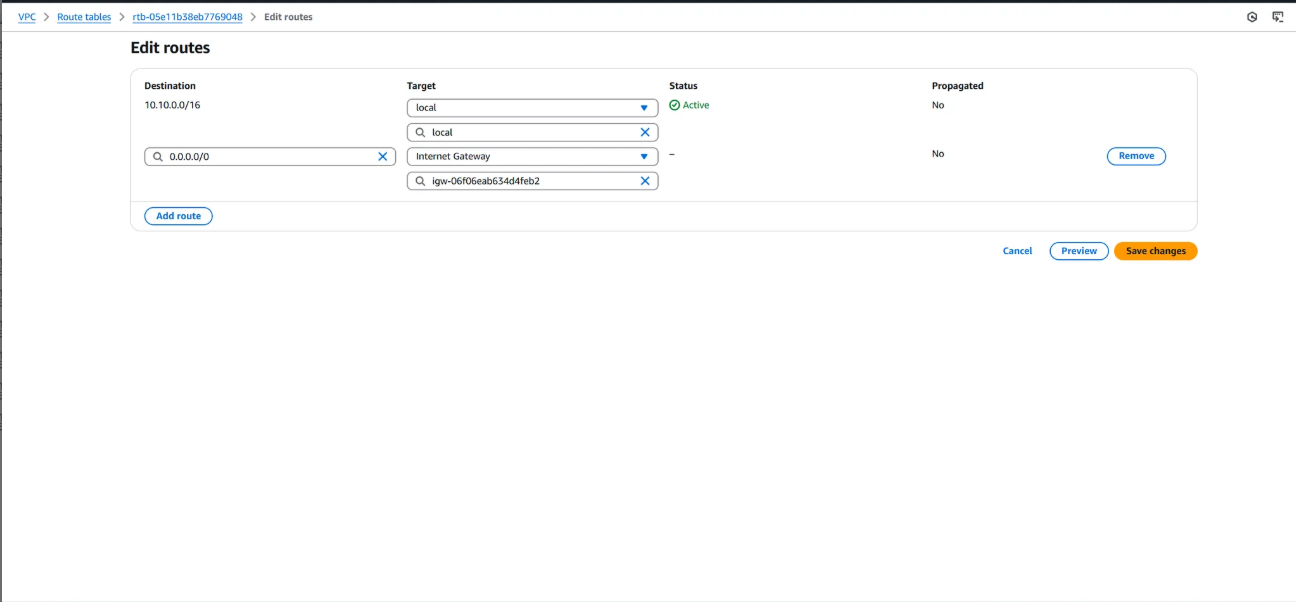 VPC > Route tables > rtb-05e11b38eb7769048 > Edit routes
Edit routes
Destination Target Status Propagated
10.10.0.0/16 local Active No
local
0.0.0.0/0 Internet Gateway – No Remove
igw-06f06eab634d4feb2
Add route
Cancel Preview Save changes